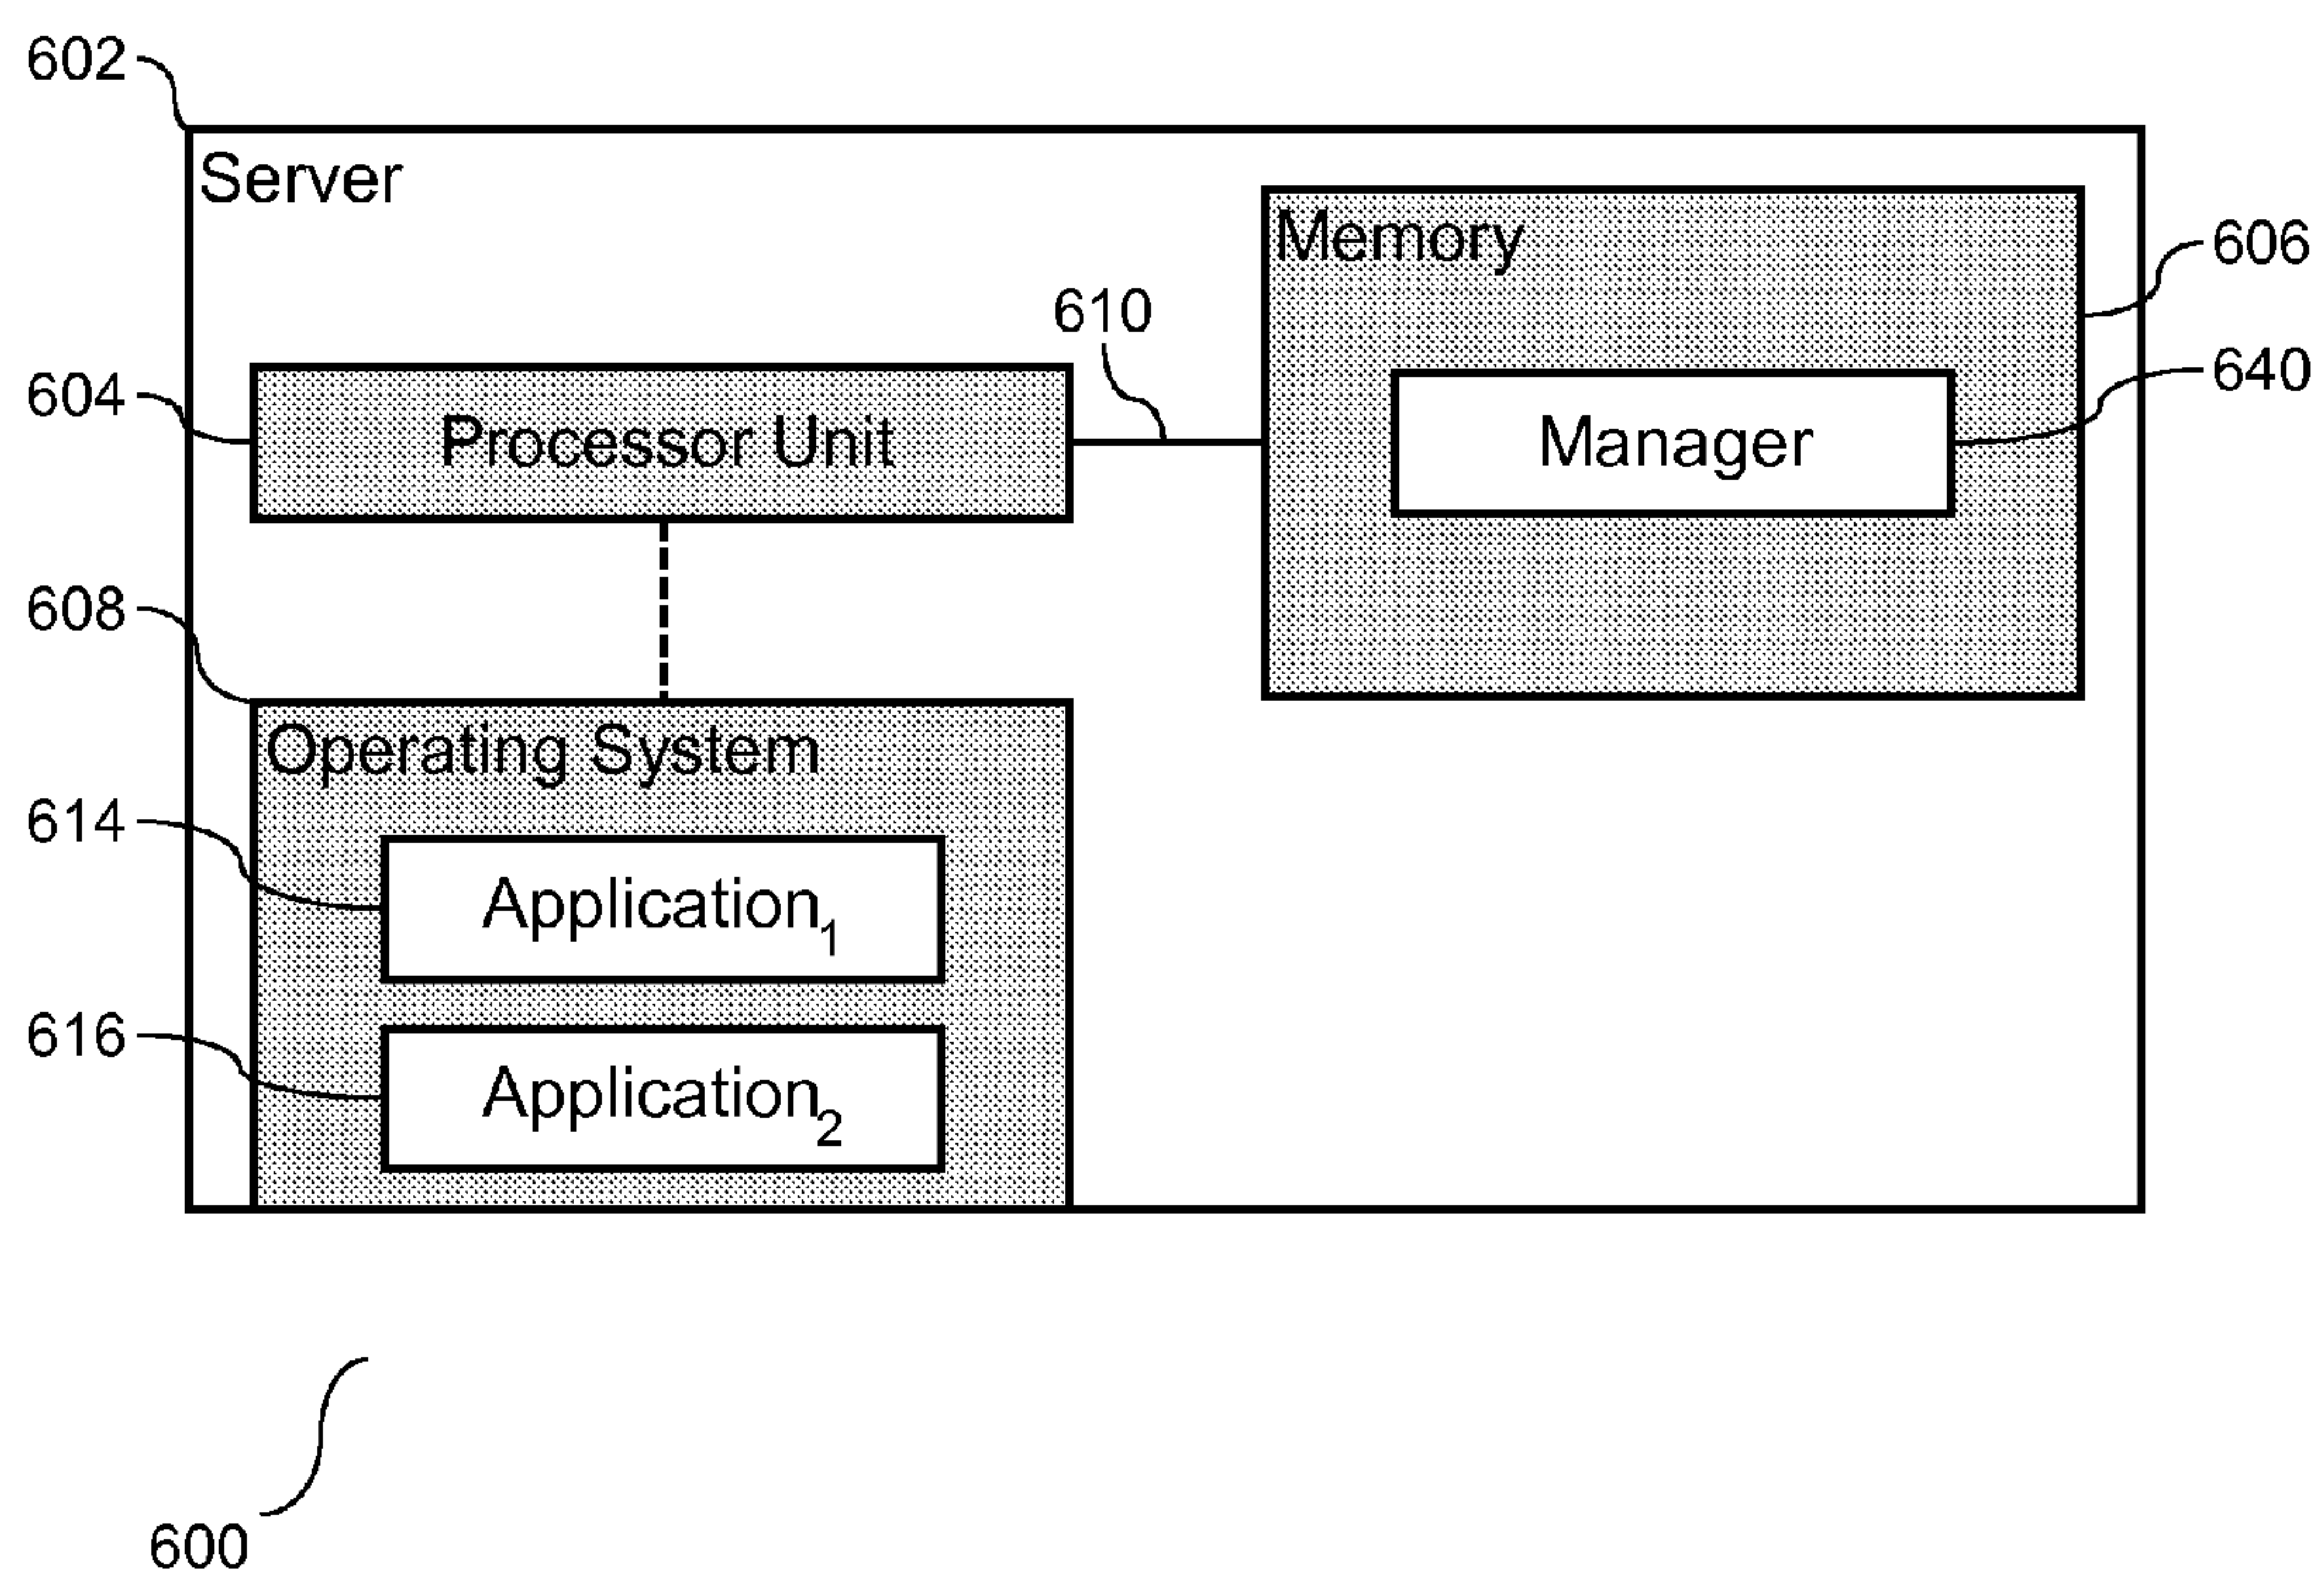 602
Server
Memory
606
610
640
604
Processor Unit
Manager
608
Operating System
614
Application₁
616
Application₂
600